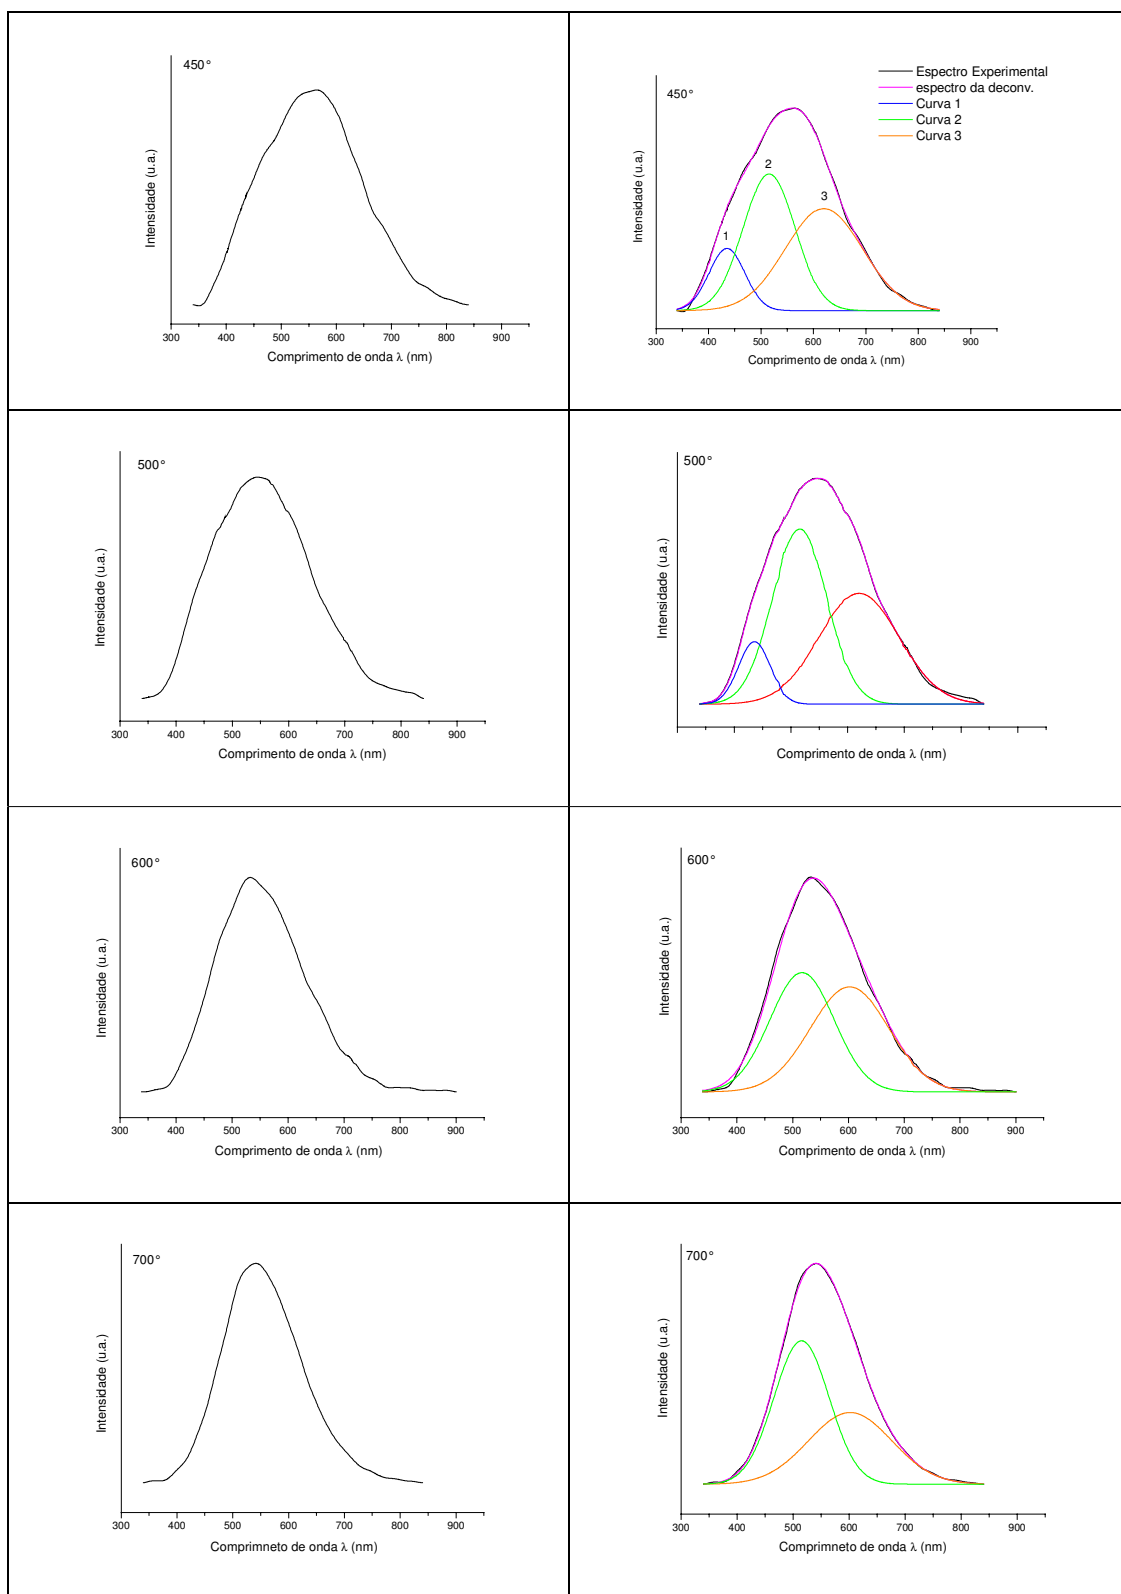 450°
Intensidade (u.a.)
300 400 500 600 700 800 900
Comprimento de onda λ (nm)
450°
Espectro Experimental
espectro da deconv.
Curva 1
Curva 2
Curva 3
1
2
3
Intensidade (u.a.)
300 400 500 600 700 800 900
Comprimento de onda λ (nm)
500°
Intensidade (u.a.)
300 400 500 600 700 800 900
Comprimento de onda λ (nm)
500°
Intensidade (u.a.)
Comprimento de onda λ (nm)
600°
Intensidade (u.a.)
300 400 500 600 700 800 900
Comprimento de onda λ (nm)
600°
Intensidade (u.a.)
300 400 500 600 700 800 900
Comprimento de onda λ (nm)
700°
Intensidade (u.a.)
300 400 500 600 700 800 900
Comprimneto da onda λ (nm)
700°
Intensidade (u.a.)
300 400 500 600 700 800 900
Comprimneto de onda λ (nm)